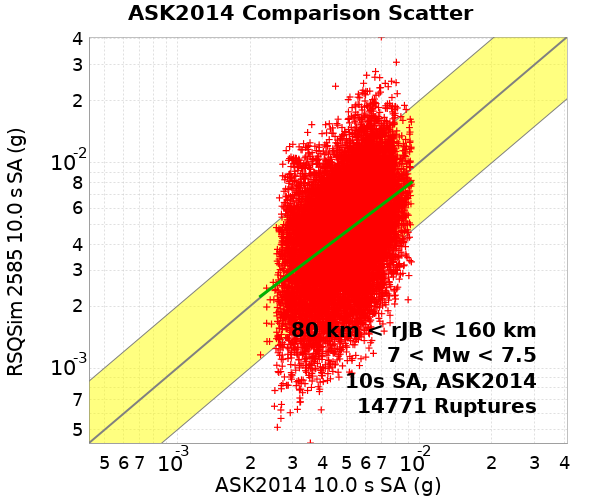 ASK2014 Comparison Scatter
RSQSim 2585 10.0 s SA (g)
4
3
2
10-2
8
6
4
3
2
10-3
7
5
80 km < rJB < 160 km
7 < Mw < 7.5
10s SA, ASK2014
14771 Ruptures
5 6 7 10-3 2 3 4 5 6 7 10-2 2 3 4
ASK2014 10.0 s SA (g)